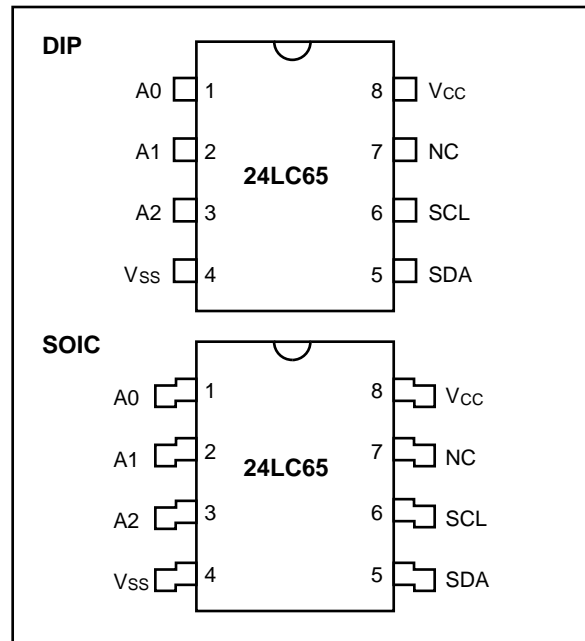 DIP
A0 1 8 VCC
A1 2 7 NC
24LC65
A2 3 6 SCL
VSS 4 5 SDA
SOIC
A0 1 8 VCC
A1 2 7 NC
24LC65
A2 3 6 SCL
VSS 4 5 SDA